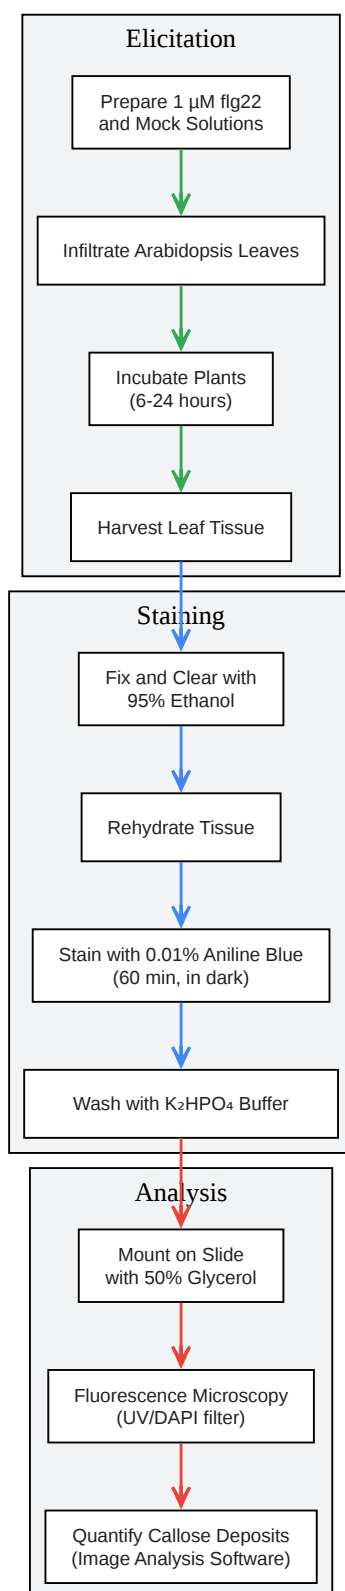 Elicitation
Prepare 1 µM flg22
and Mock Solutions
Infiltrate Arabidopsis Leaves
Incubate Plants
(6-24 hours)
Harvest Leaf Tissue
Staining
Fix and Clear with
95% Ethanol
Rehydrate Tissue
Stain with 0.01% Aniline Blue
(60 min, in dark)
Wash with K₂HPO₄ Buffer
Analysis
Mount on Slide
with 50% Glycerol
Fluorescence Microscopy
(UV/DAPI filter)
Quantify Callose Deposits
(Image Analysis Software)